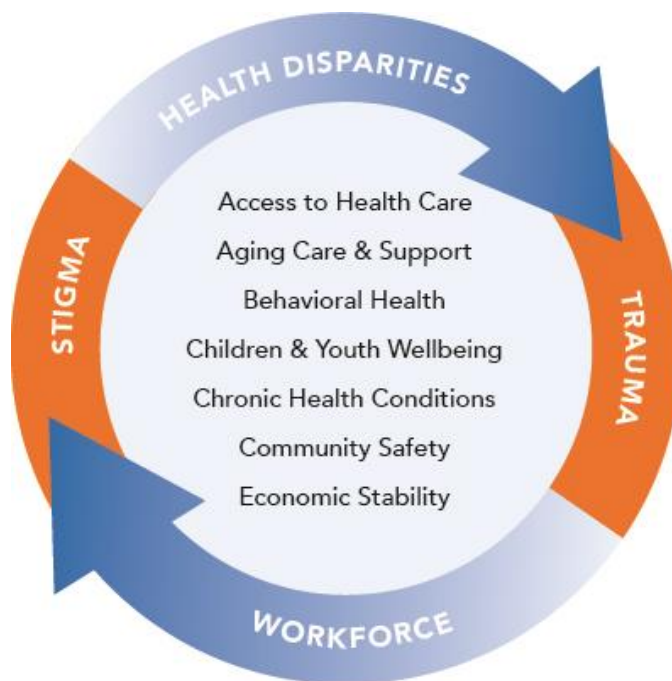 HEALTH DISPARITIES
STIGMA
TRAUMA
Access to Health Care
Aging Care & Support
Behavioral Health
Children & Youth Wellbeing
Chronic Health Conditions
Community Safety
Economic Stability
WORKFORCE